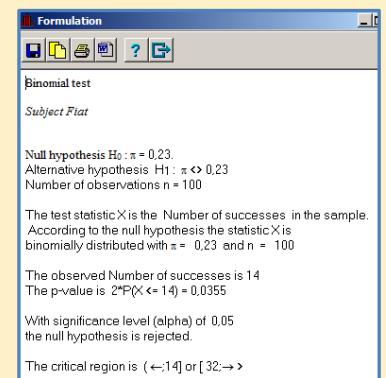 Formulation
Binomial test
Subject Fiat
Null hypothesis H0 : π = 0,23.
Alternative hypothesis H1 : π <> 0,23
Number of observations n = 100
The test statistic X is the Number of successes in the sample.
According to the null hypothesis the statistic X is
binomially distributed with π = 0,23 and n = 100
The observed Number of successes is 14
The p-value is 2*P(X <= 14) = 0,0355
With significance level (alpha) of 0,05
the null hypothesis is rejected.
The critical region is (←;14] or [ 32;→ >